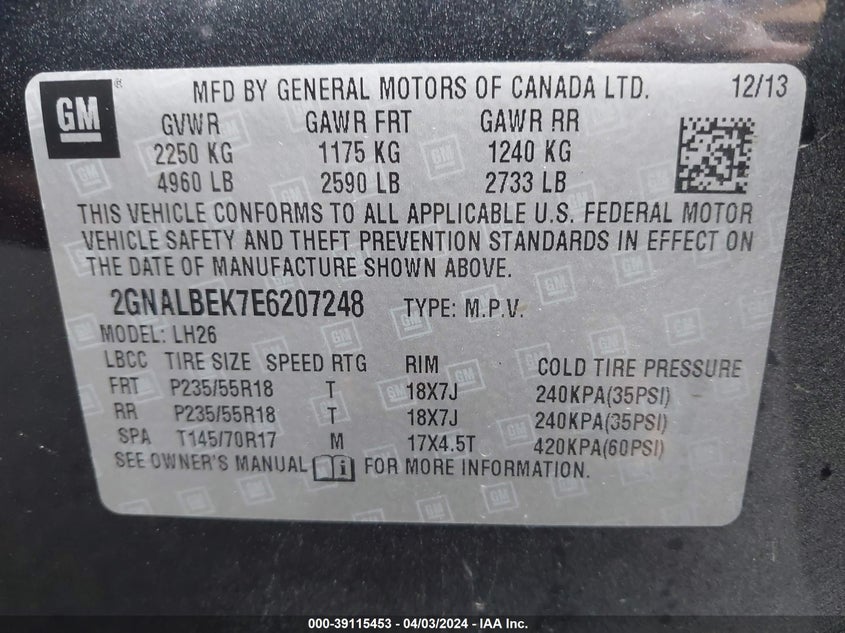 GM ® MFD BY GENERAL MOTORS OF CANADA LTD. 12/13
GVWR GAWR FRT GAWR RR
2250 KG 1175 KG 1240 KG
4960 LB 2590 LB 2733 LB
THIS VEHICLE CONFORMS TO ALL APPLICABLE U.S. FEDERAL MOTOR
VEHICLE SAFETY AND THEFT PREVENTION STANDARDS IN EFFECT ON
THE DATE OF MANUFACTURE SHOWN ABOVE.
2GNALBEK7E6207248 TYPE: M.P.V.
MODEL: LH26
LBCC TIRE SIZE SPEED RTG RIM COLD TIRE PRESSURE
FRT P235/55R18 T 18X7J 240KPA(35PSI)
RR P235/55R18 T 18X7J 240KPA(35PSI)
SPA T145/70R17 M 17X4.5T 420KPA(60PSI)
SEE OWNER'S MANUAL i FOR MORE INFORMATION.
000-39115453 - 04/03/2024 - IAA Inc.